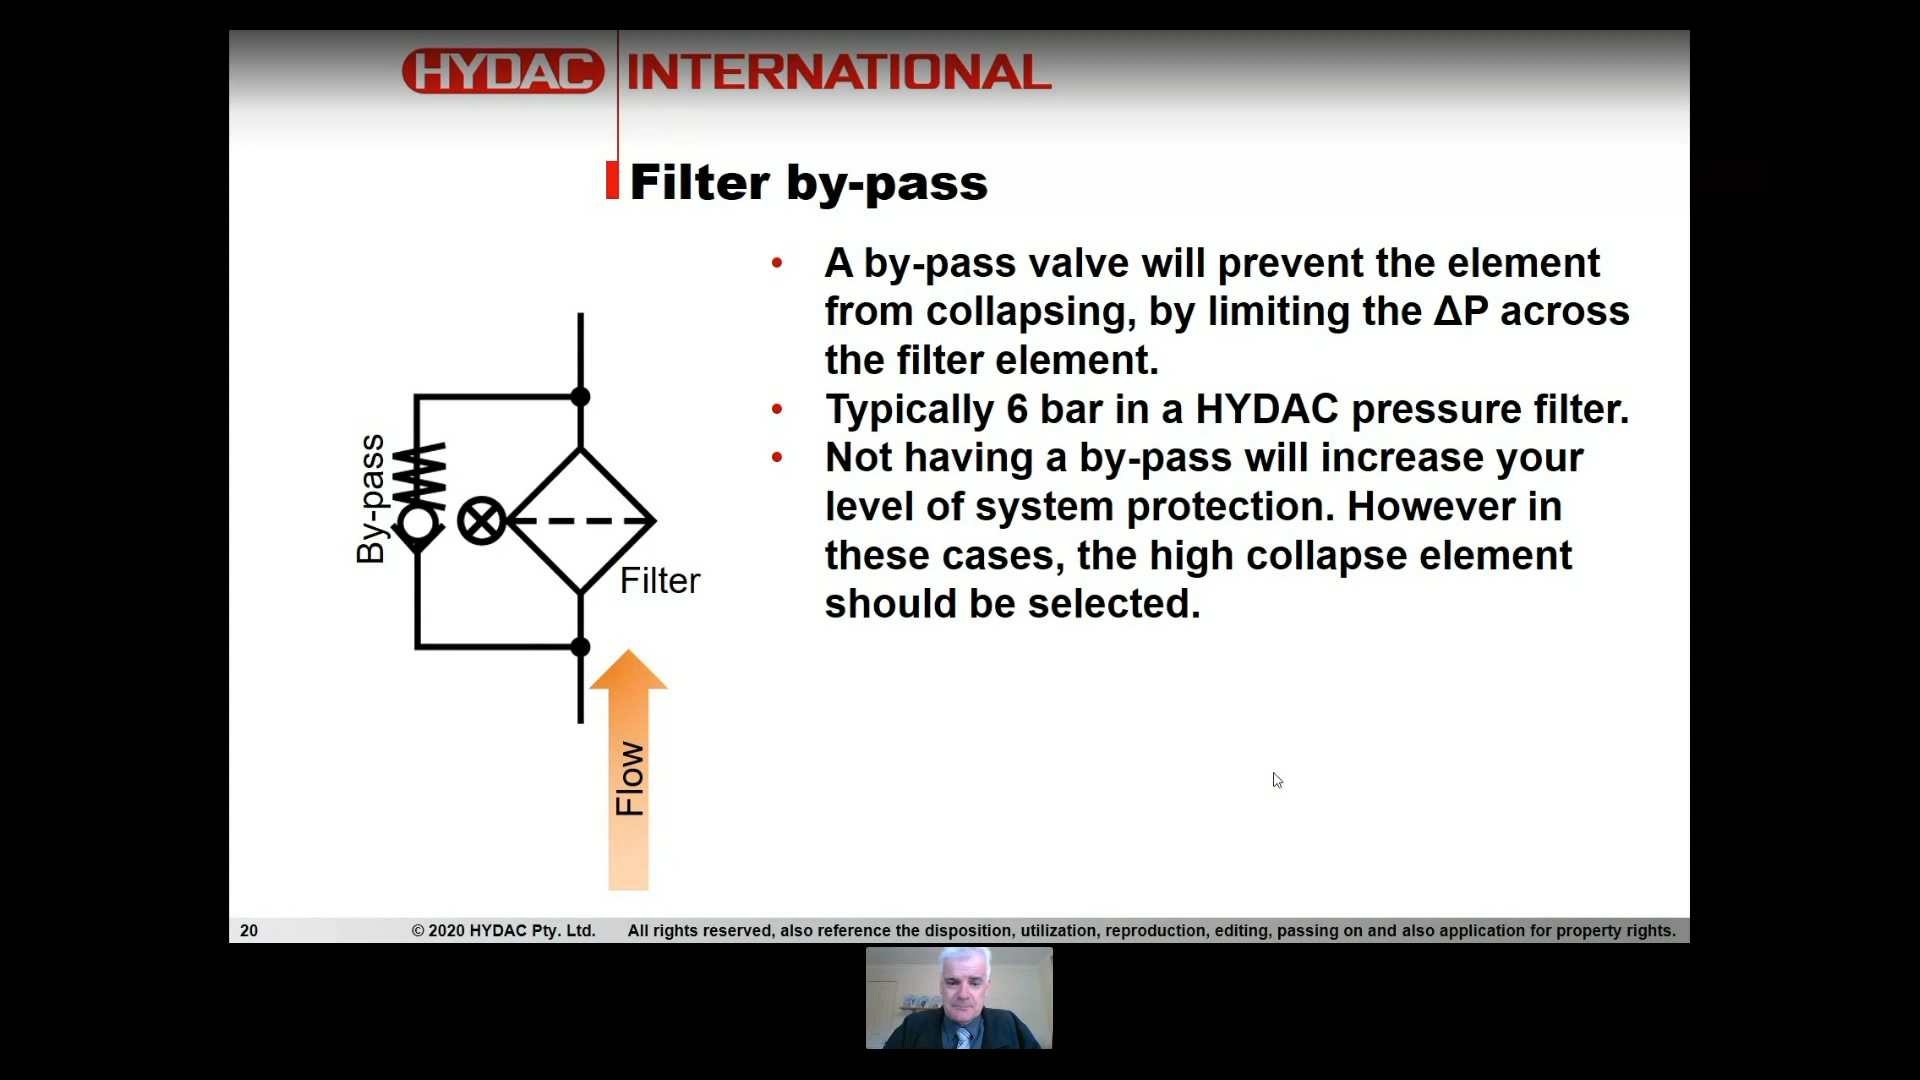 HYDAC INTERNATIONAL
Filter by-pass
• A by-pass valve will prevent the element
from collapsing, by limiting the ΔP across
the filter element.
• Typically 6 bar in a HYDAC pressure filter.
• Not having a by-pass will increase your
level of system protection. However in
these cases, the high collapse element
should be selected.
By-pass
Filter
Flow
20 © 2020 HYDAC Pty. Ltd. All rights reserved, also reference the disposition, utilization, reproduction, editing, passing on and also application for property rights.